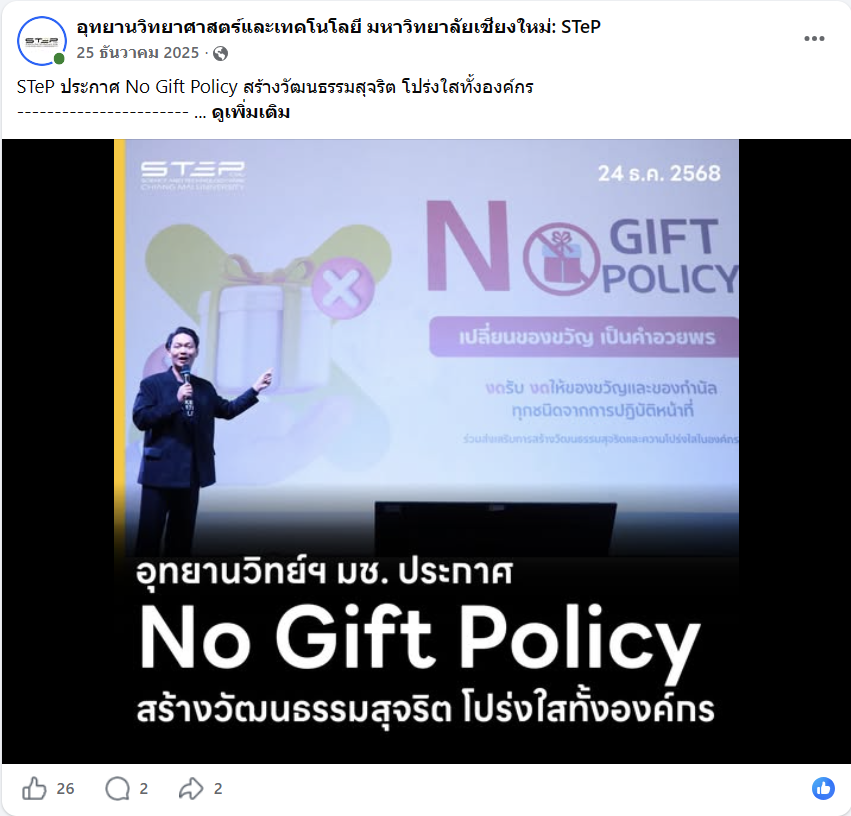 อุทยานวิทยาศาสตร์และเทคโนโลยี มหาวิทยาลัยเชียงใหม่: STeP
25 ธันวาคม 2025 ·
STeP ประกาศ No Gift Policy สร้างวัฒนธรรมสุจริต โปร่งใสทั้งองค์กร
----------------------- ... ดูเพิ่มเติม
STeP
SCIENCE AND TECHNOLOGY PARK
CHIANG MAI UNIVERSITY
24 ธ.ค. 2568
NO GIFT POLICY
เปลี่ยนของขวัญ เป็นคำอวยพร
งดรับ งดให้ของขวัญและของกำนัล
ทุกชนิดจากการปฏิบัติหน้าที่
ร่วมส่งเสริมการสร้างวัฒนธรรมสุจริตและความโปร่งใสในองค์กร
อุทยานวิทย์ฯ มช. ประกาศ
No Gift Policy
สร้างวัฒนธรรมสุจริต โปร่งใสทั้งองค์กร
26 2 2